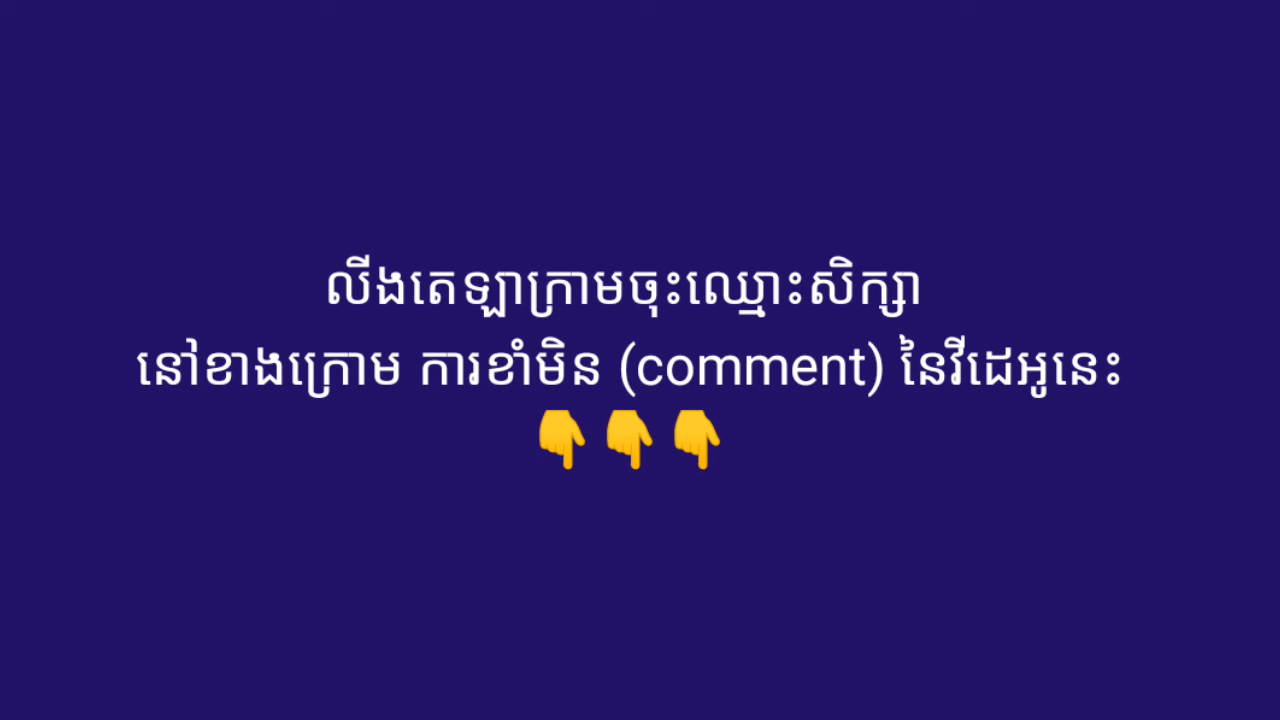 លីងតេឡាក្រាមចុះឈ្មោះសិក្សា
នៅខាងក្រោម ការខាំមិន (comment) នៃវីដេអូនេះ
👇👇👇